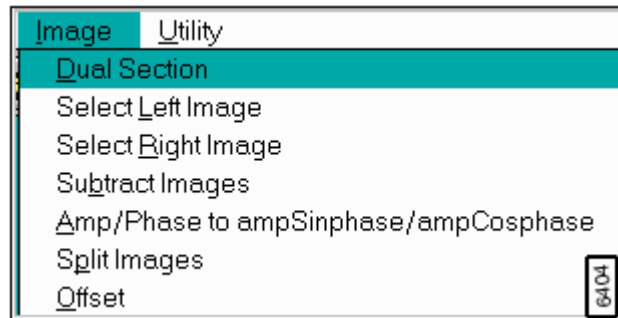 Image Utility
Dual Section
Select Left Image
Select Right Image
Subtract Images
Amp/Phase to ampSinphase/ampCosphase
Split Images
Offset
6404